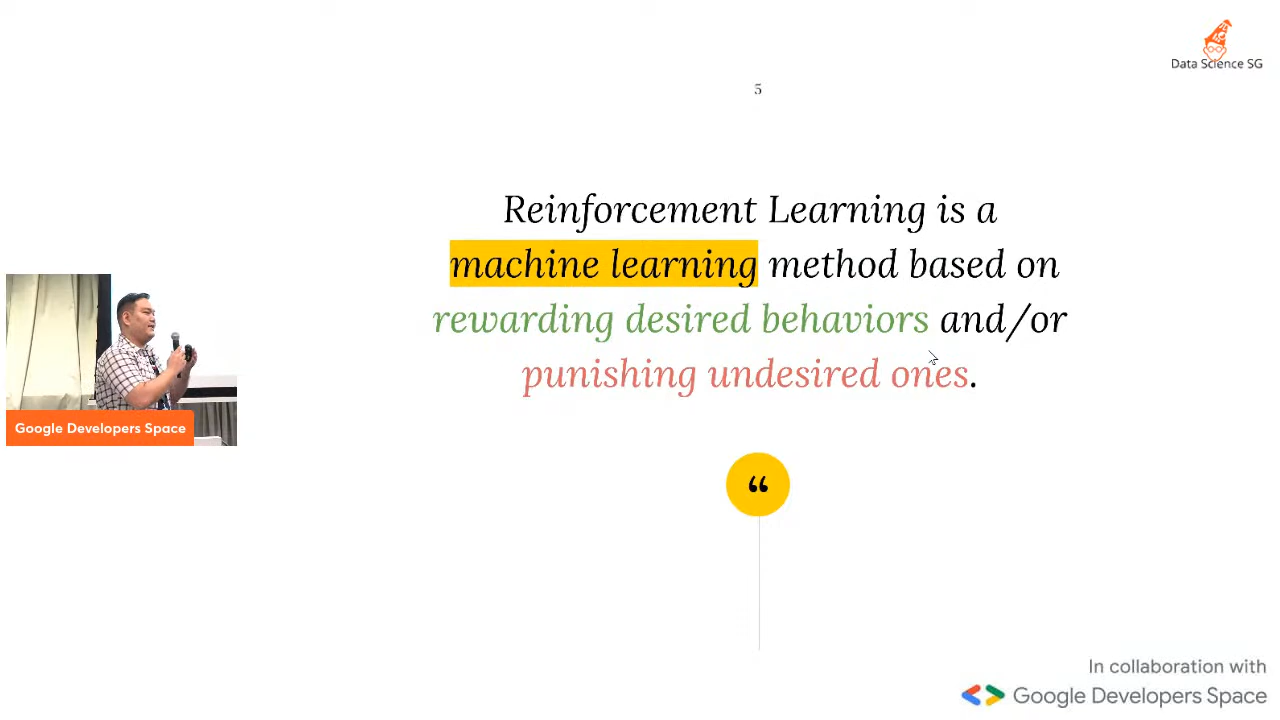 Data Science SG
5
Reinforcement Learning is a
machine learning method based on
rewarding desired behaviors and/or
punishing undesired ones.
Google Developers Space
“
In collaboration with
Google Developers Space